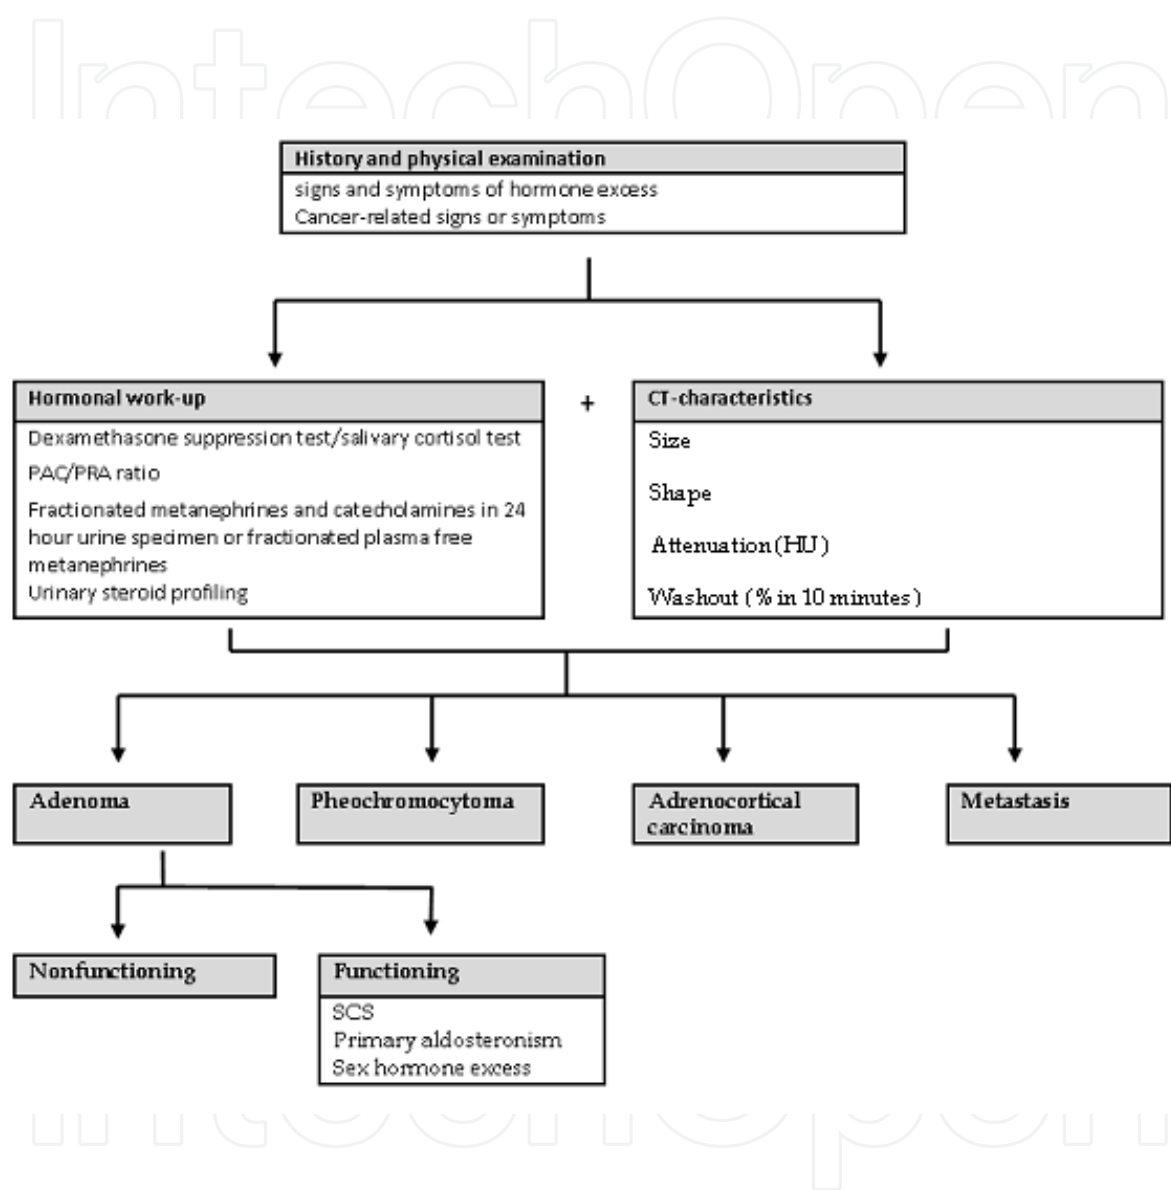 IntechOpen
History and physical examination
signs and symptoms of hormone excess
Cancer-related signs or symptoms
Hormonal work-up
Dexamethasone suppression test/salivary cortisol test
PAC/PRA ratio
Fractionated metanephrines and catecholamines in 24
hour urine specimen or fractionated plasma free
metanephrines
Urinary steroid profiling
+
CT-characteristics
Size
Shape
Attenuation (HU)
Washout (% in 10 minutes)
Adenoma
Pheochromocytoma
Adrenocortical
carcinoma
Metastasis
Nonfunctioning
Functioning
SCS
Primary aldosteronism
Sex hormone excess
IntechOpen